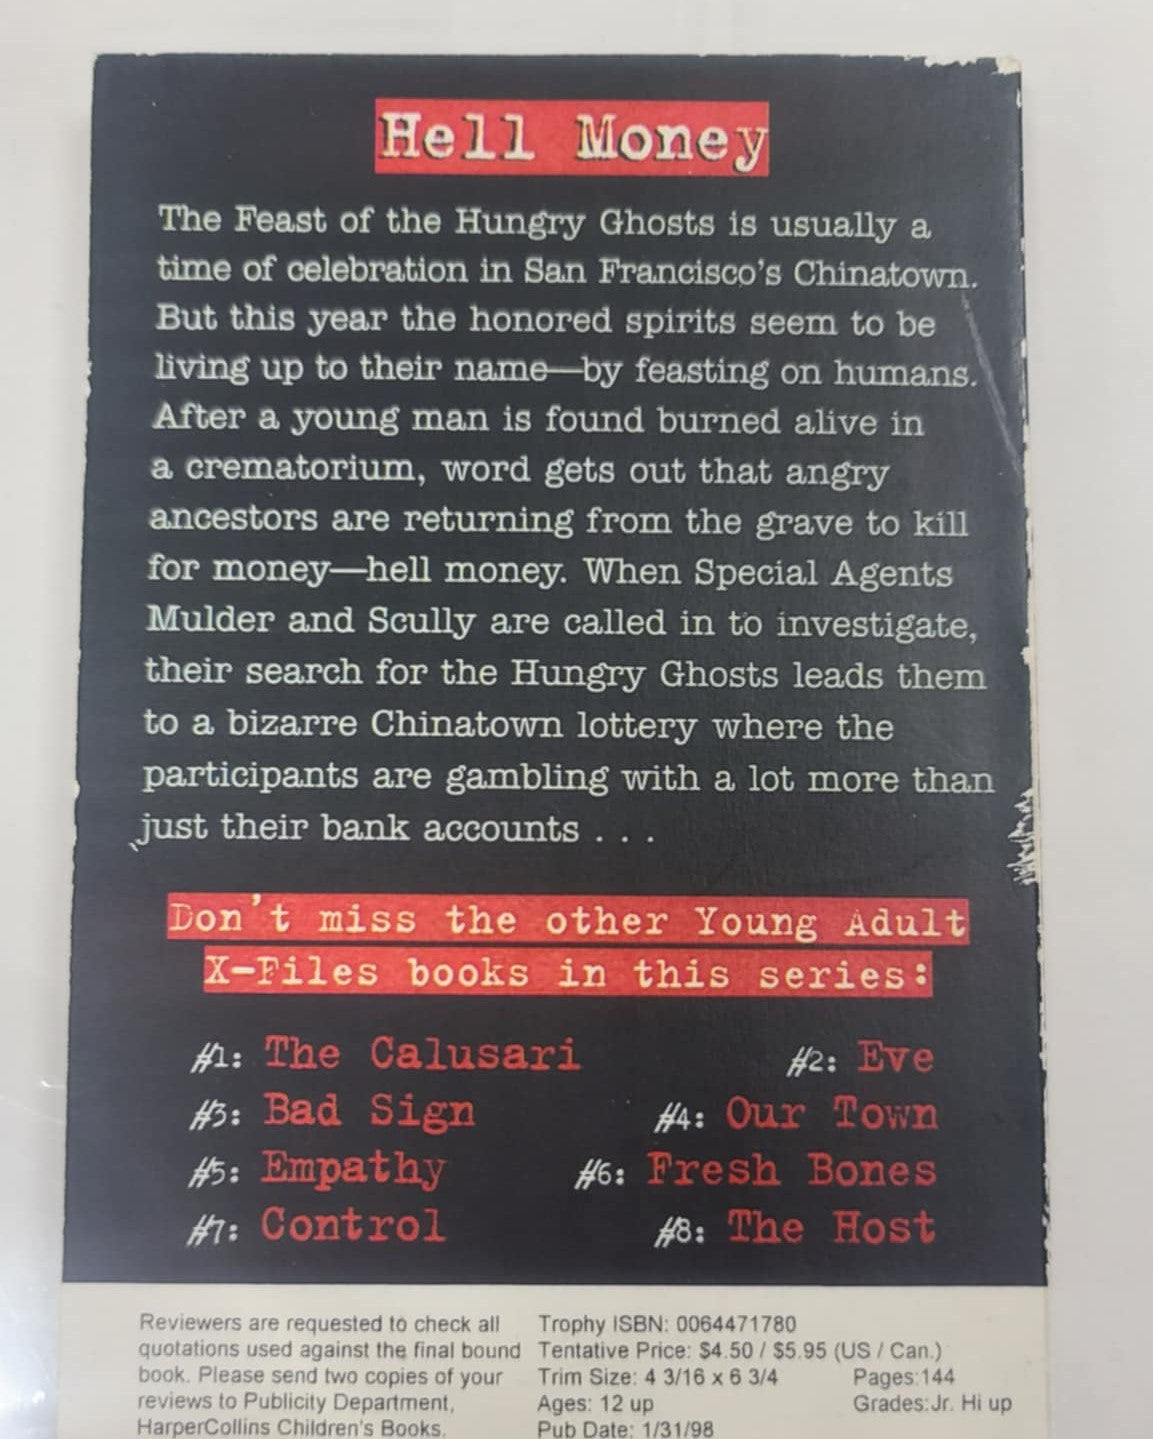 Hell Money
The Feast of the Hungry Ghosts is usually a
time of celebration in San Francisco's Chinatown.
But this year the honored spirits seem to be
living up to their name—by feasting on humans.
After a young man is found burned alive in
a crematorium, word gets out that angry
ancestors are returning from the grave to kill
for money—hell money. When Special Agents
Mulder and Scully are called in to investigate,
their search for the Hungry Ghosts leads them
to a bizarre Chinatown lottery where the
participants are gambling with a lot more than
just their bank accounts . . .
Don't miss the other Young Adult
X-Files books in this series:
#1: The Calusari #2: Eve
#3: Bad Sign #4: Our Town
#5: Empathy #6: Fresh Bones
#7: Control #8: The Host
Reviewers are requested to check all
quotations used against the final bound
book. Please send two copies of your
reviews to Publicity Department,
HarperCollins Children's Books.
Trophy ISBN: 0064471780
Tentative Price: $4.50 / $5.95 (US / Can.)
Trim Size: 4 3/16 x 6 3/4 Pages:144
Ages: 12 up Grades:Jr. Hi up
Pub Date: 1/31/98